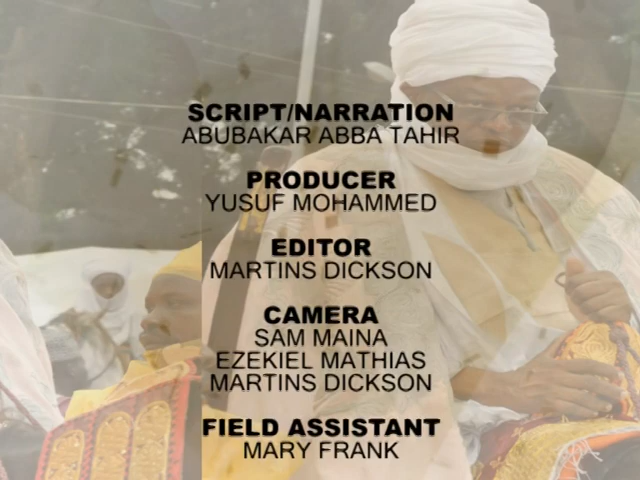 SCRIPT/NARRATION
ABUBAKAR ABBA TAHIR
PRODUCER
YUSUF MOHAMMED
EDITOR
MARTINS DICKSON
CAMERA
SAM MAINA
EZEKIEL MATHIAS
MARTINS DICKSON
FIELD ASSISTANT
MARY FRANK